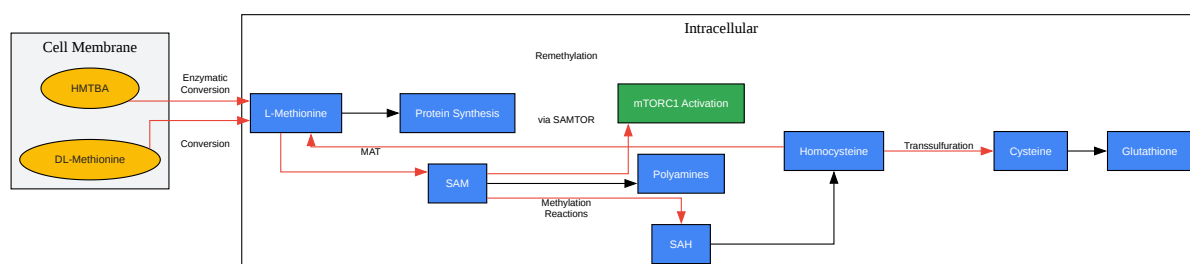 Cell Membrane
HMTBA
DL-Methionine
Enzymatic
Conversion
Conversion
Intracellular
Remethylation
L-Methionine
Protein Synthesis
mTORC1 Activation
via SAMTOR
MAT
SAM
Polyamines
Methylation
Reactions
SAH
Homocysteine
Transsulfuration
Cysteine
Glutathione